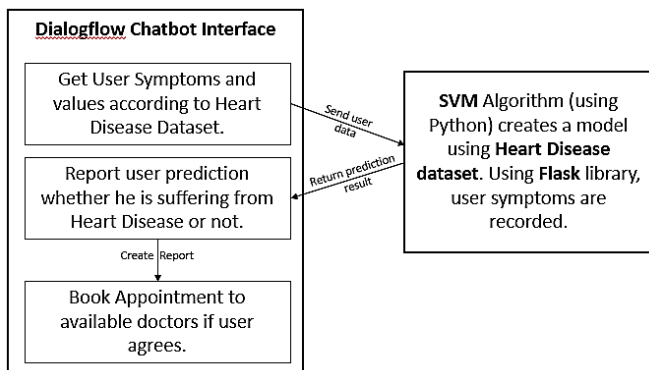 Dialogflow Chatbot Interface
Get User Symptoms and
values according to Heart
Disease Dataset.
Send user
data
SVM Algorithm (using
Python) creates a model
using Heart Disease
dataset. Using Flask library,
user symptoms are
recorded.
Return prediction
result
Report user prediction
whether he is suffering from
Heart Disease or not.
Create Report
Book Appointment to
available doctors if user
agrees.